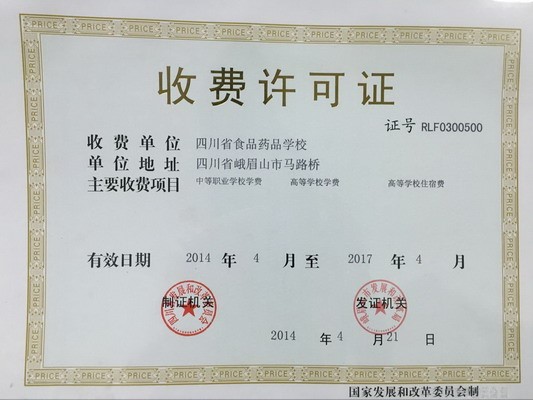 收费许可证
证号 RLF0300500
收费单位 四川省食品药品学校
单位地址 四川省峨眉山市马路桥
主要收费项目 中等职业学校学费 高等学校学费 高等学校住宿费
有效日期 2014 年 4 月至 2017 年 4 月
制证机关 发证机关
2014 年 4 月 21 日
国家发展和改革委员会制